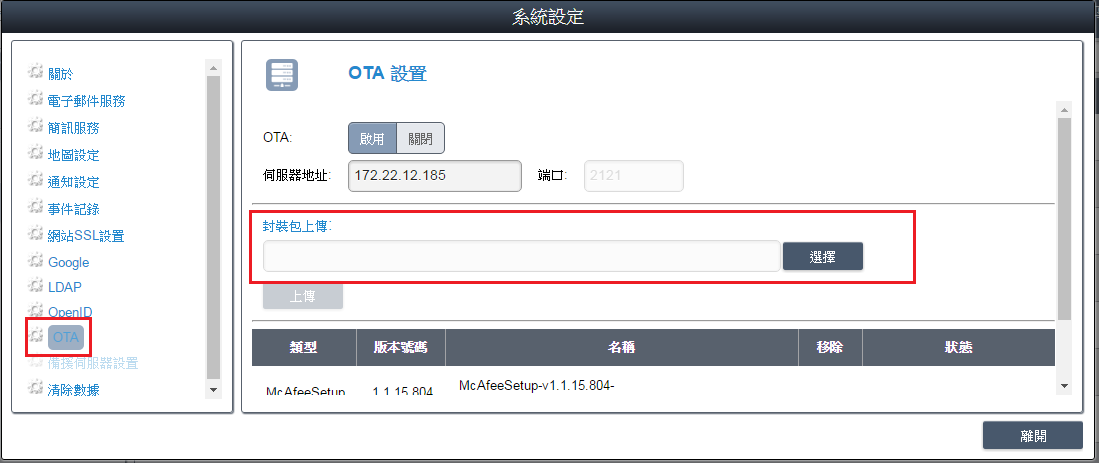 系統設定
關於
電子郵件服務
簡訊服務
地圖設定
通知設定
事件記錄
網站SSL設置
Google
LDAP
OpenID
OTA
備援伺服器設置
清除數據
OTA 設置
OTA: 啟用 關閉
伺服器地址: 172.22.12.185 端口: 2121
封裝包上傳:
選擇
上傳
類型 版本號碼 名稱 移除 狀態
McAfeeSetup 1.1.15.804 McAfeeSetup-v1.1.15.804-
離開